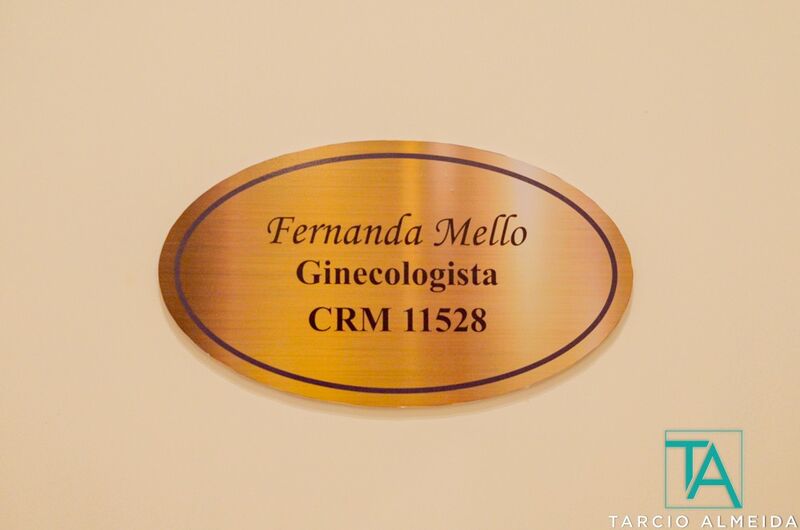 Fernanda Mello
Ginecologista
CRM 11528
TA
TARCIO ALMEIDA